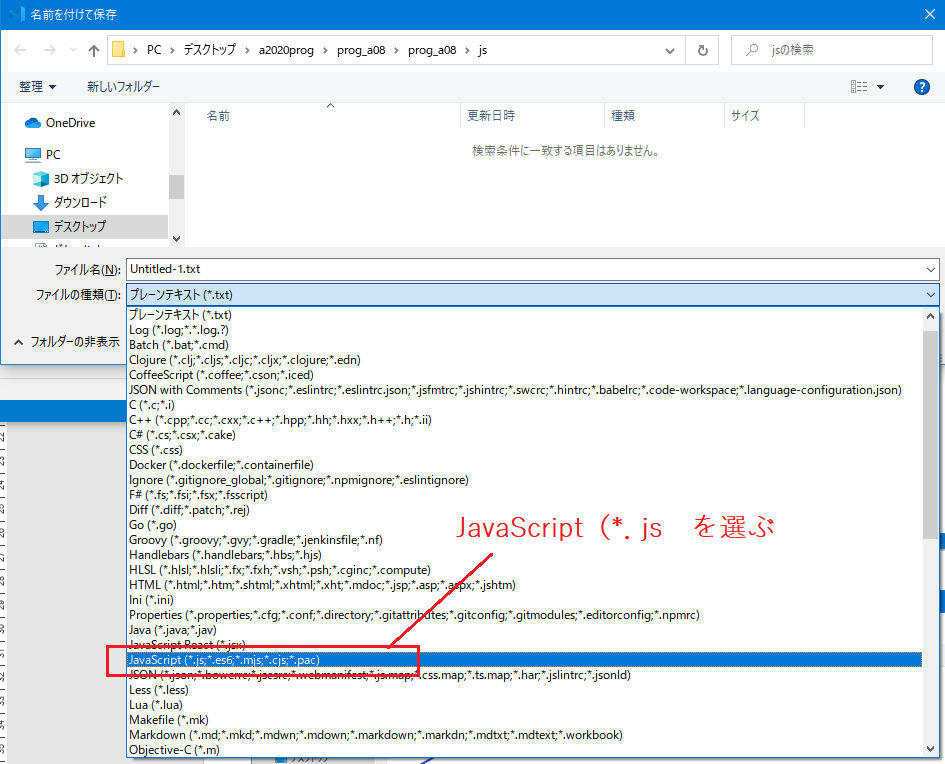 名前を付けて保存
PC › デスクトップ › a2020prog › prog_a08 › prog_a08 › js
jsの検索
整理 新しいフォルダー
名前 更新日時 種類 サイズ
検索条件に一致する項目はありません。
OneDrive
PC
3D オブジェクト
ダウンロード
デスクトップ
ファイル名(N): Untitled-1.txt
ファイルの種類(T): プレーンテキスト (*.txt)
フォルダーの非表示
プレーンテキスト (*.txt)
Log (*.log;*.*.log.?)
Batch (*.bat;*.cmd)
Clojure (*.clj;*.cljs;*.cljc;*.cljx;*.clojure;*.edn)
CoffeeScript (*.coffee;*.cson;*.iced)
JSON with Comments (*.jsonc;*.eslintrc;*.eslintrc.json;*.jsfmtrc;*.jshintrc;*.swcrc;*.hintrc;*.babelrc;*.code-workspace;*.language-configuration.json)
C (*.c;*.i)
C++ (*.cpp;*.cc;*.cxx;*.c++;*.hpp;*.hh;*.hxx;*.h++;*.h;*.ii)
C# (*.cs;*.csx;*.cake)
CSS (*.css)
Docker (*.dockerfile;*.containerfile)
Ignore (*.gitignore_global;*.gitignore;*.npmignore;*.eslintignore)
F# (*.fs;*.fsi;*.fsx;*.fsscript)
Diff (*.diff;*.patch;*.rej)
Go (*.go)
Groovy (*.groovy;*.gvy;*.gradle;*.jenkinsfile;*.nf)
Handlebars (*.handlebars;*.hbs;*.hjs)
HLSL (*.hlsl;*.hlsli;*.fx;*.fxh;*.vsh;*.psh;*.cginc;*.compute)
HTML (*.html;*.htm;*.shtml;*.xhtml;*.xht;*.mdoc;*.jsp;*.asp;*.aspx;*.jshtm)
Ini (*.ini)
Properties (*.properties;*.cfg;*.conf;*.directory;*.gitattributes;*.gitconfig;*.gitmodules;*.editorconfig;*.npmrc)
Java (*.java;*.jav)
JavaScript React (*.jsx)
JavaScript (*.js;*.es6;*.mjs;*.cjs;*.pac)
JSON (*.json;*.bowerrc;*.jscsrc;*.webmanifest;*.js.map;*.css.map;*.ts.map;*.har;*.jslintrc;*.jsonld)
Less (*.less)
Lua (*.lua)
Makefile (*.mk)
Markdown (*.md;*.mkd;*.mdwn;*.mdown;*.markdown;*.markdn;*.mdtxt;*.mdtext;*.workbook)
Objective-C (*.m)
JavaScript (*. js を選ぶ